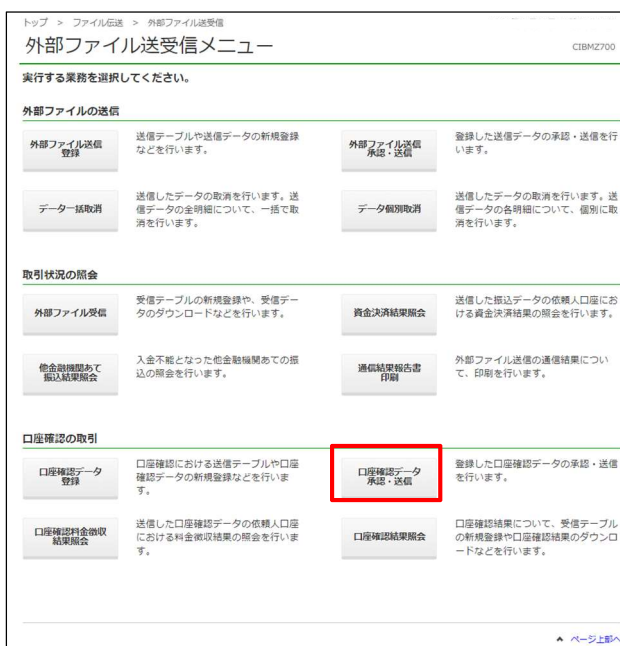 トップ > ファイル伝送 > 外部ファイル送受信
外部ファイル送受信メニュー
CIBMZ700
実行する業務を選択してください。
外部ファイルの送信
外部ファイル送信
登録
送信テーブルや送信データの新規登録
などを行います。
外部ファイル送信
承認・送信
登録した送信データの承認・送信を行
います。
データ一括取消
送信したデータの取消を行います。送
信データの全明細について、一括で取
消を行います。
データ個別取消
送信したデータの取消を行います。送
信データの各明細について、個別に取
消を行います。
取引状況の照会
外部ファイル受信
受信テーブルの新規登録や、受信デー
タのダウンロードなどを行います。
資金決済結果照会
送信した振込データの依頼人口座にお
ける資金決済結果の照会を行います。
他金融機関あて
振込結果照会
入金不能となった他金融機関あての振
込の照会を行います。
通信結果報告書
印刷
外部ファイル送信の通信結果につい
て、印刷を行います。
口座確認の取引
口座確認データ
登録
口座確認における送信テーブルや口座
確認データの新規登録などを行いま
す。
口座確認データ
承認・送信
登録した口座確認データの承認・送信
を行います。
口座確認料金徴収
結果照会
送信した口座確認データの依頼人口座
における料金徴収結果の照会を行いま
す。
口座確認結果照会
口座確認結果について、受信テーブル
の新規登録や口座確認結果のダウンロ
ードなどを行います。
ページ上部へ